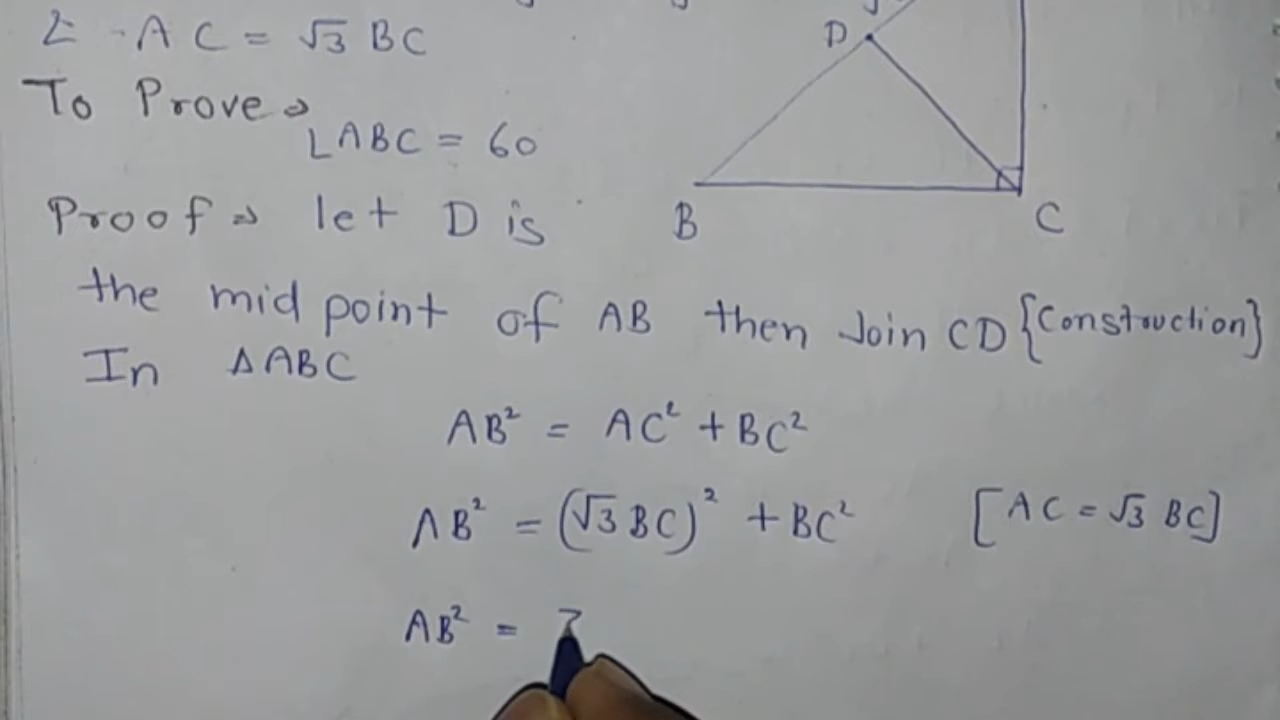 ∠ AC = √3 BC
To Prove ⇒
∠ABC = 60
Proof ⇒ let D is
the mid point of AB then Join CD {Construction}
In ΔABC
AB² = AC² + BC²
AB² = (√3 BC)² + BC² [AC = √3 BC]
AB² =
D
B
C